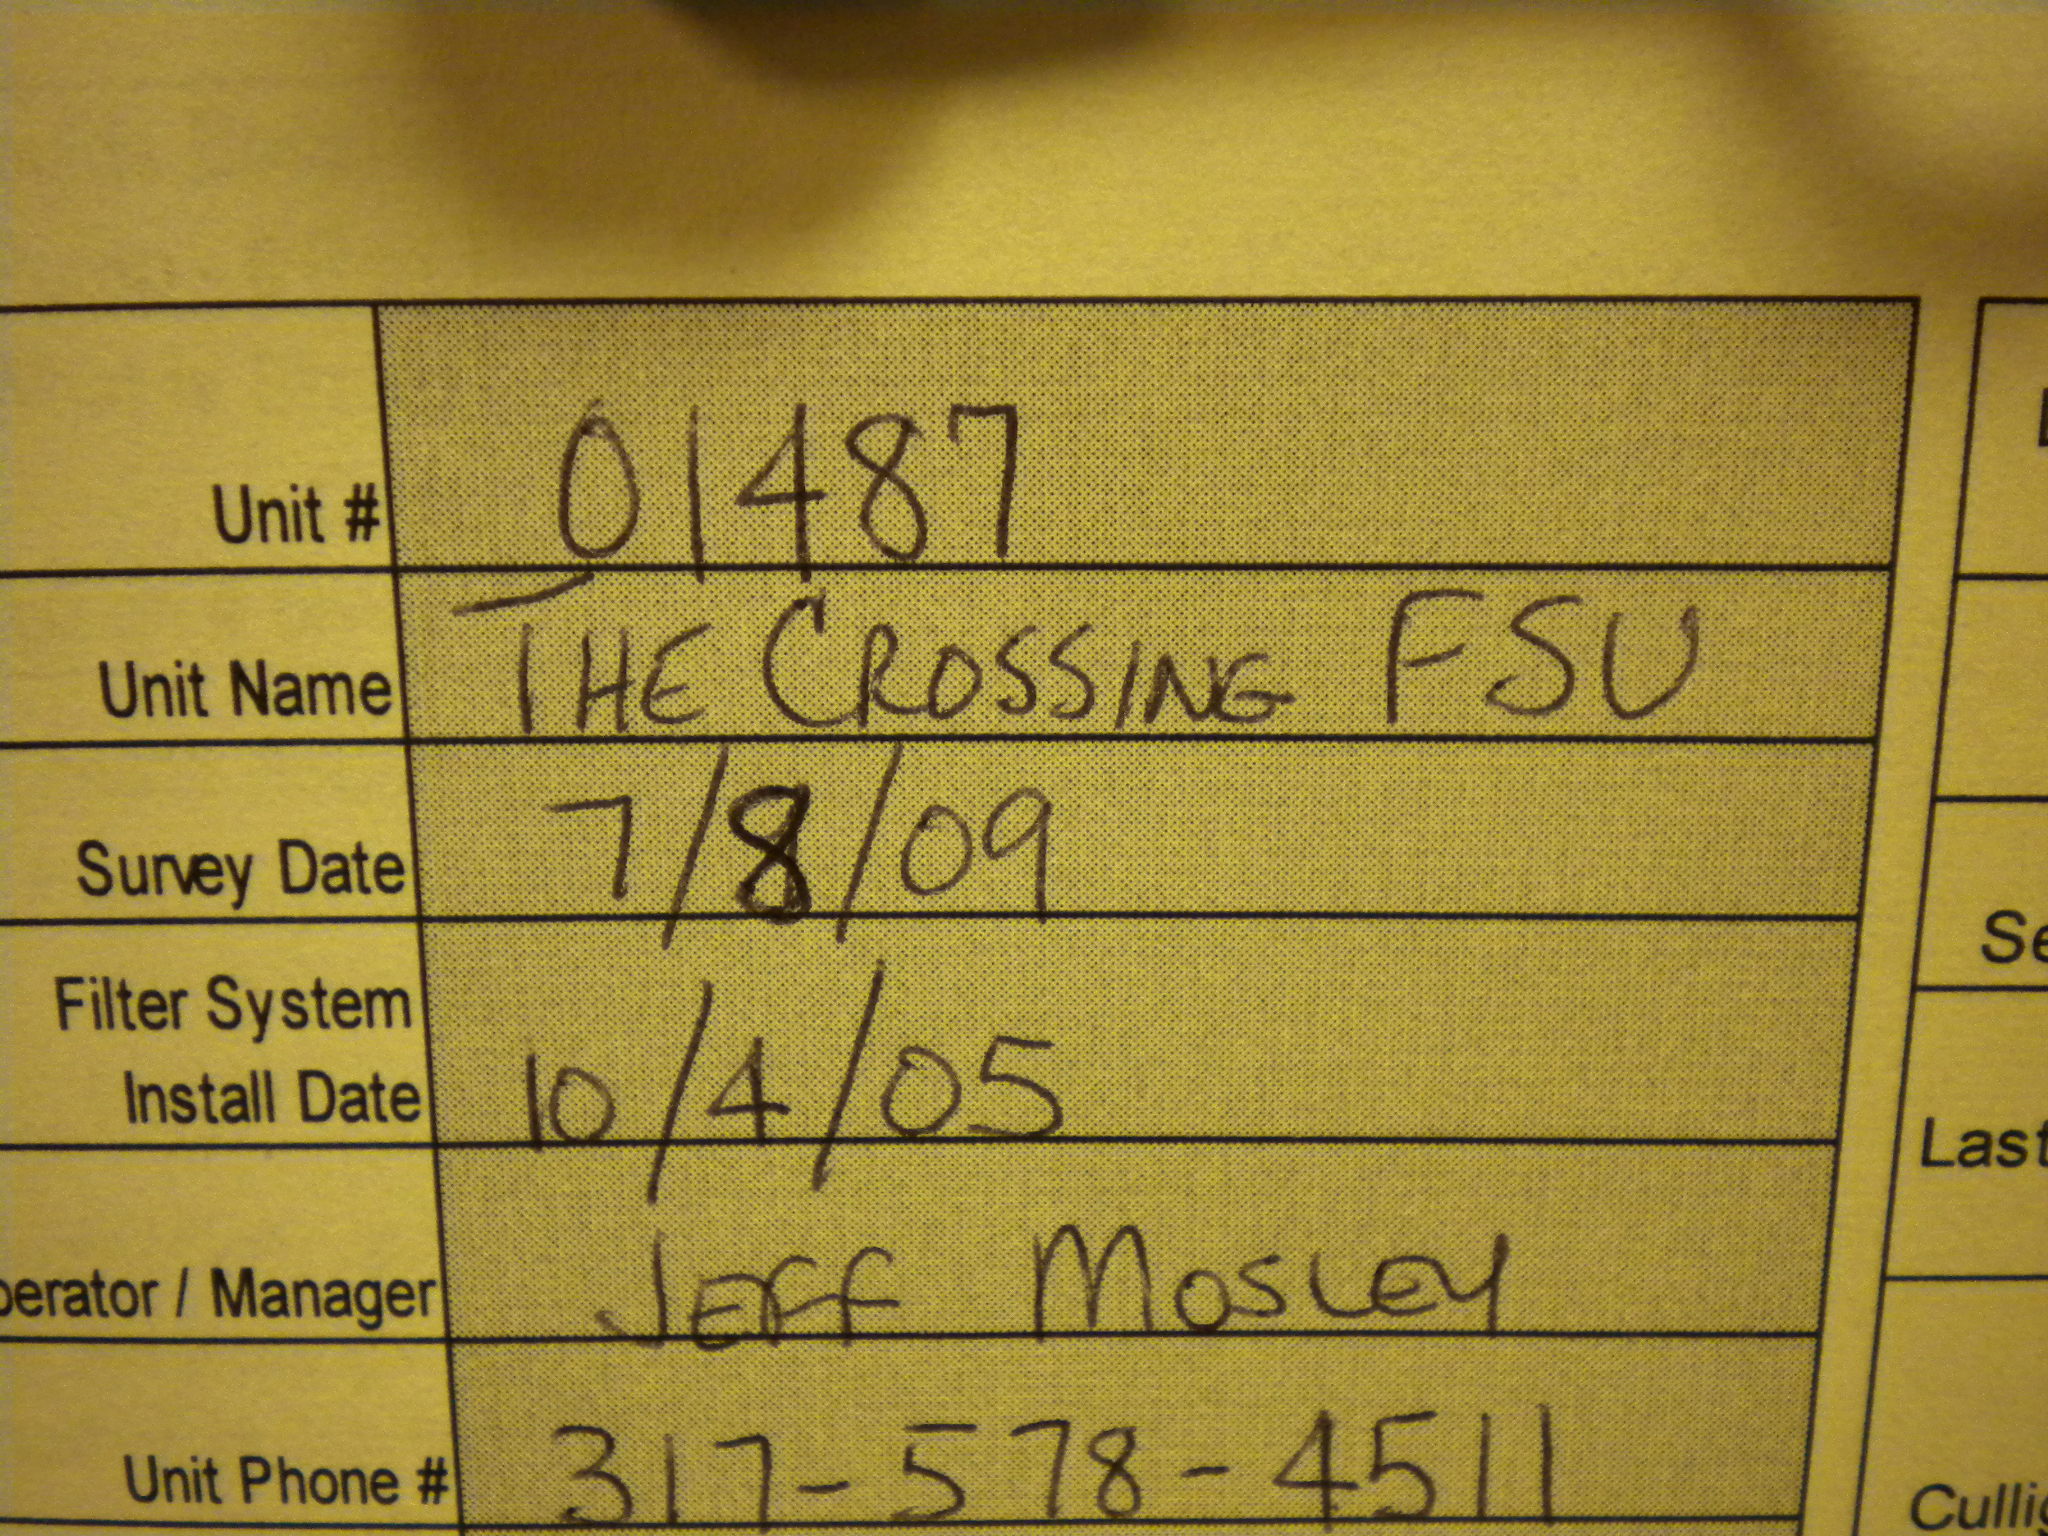 Unit # 01487
Unit Name THE CROSSING FSU
Survey Date 7/8/09
Filter System
Install Date 10/4/05
perator / Manager JEFF MOSLEY
Unit Phone # 317-578-4511
Se
Last
Cullig